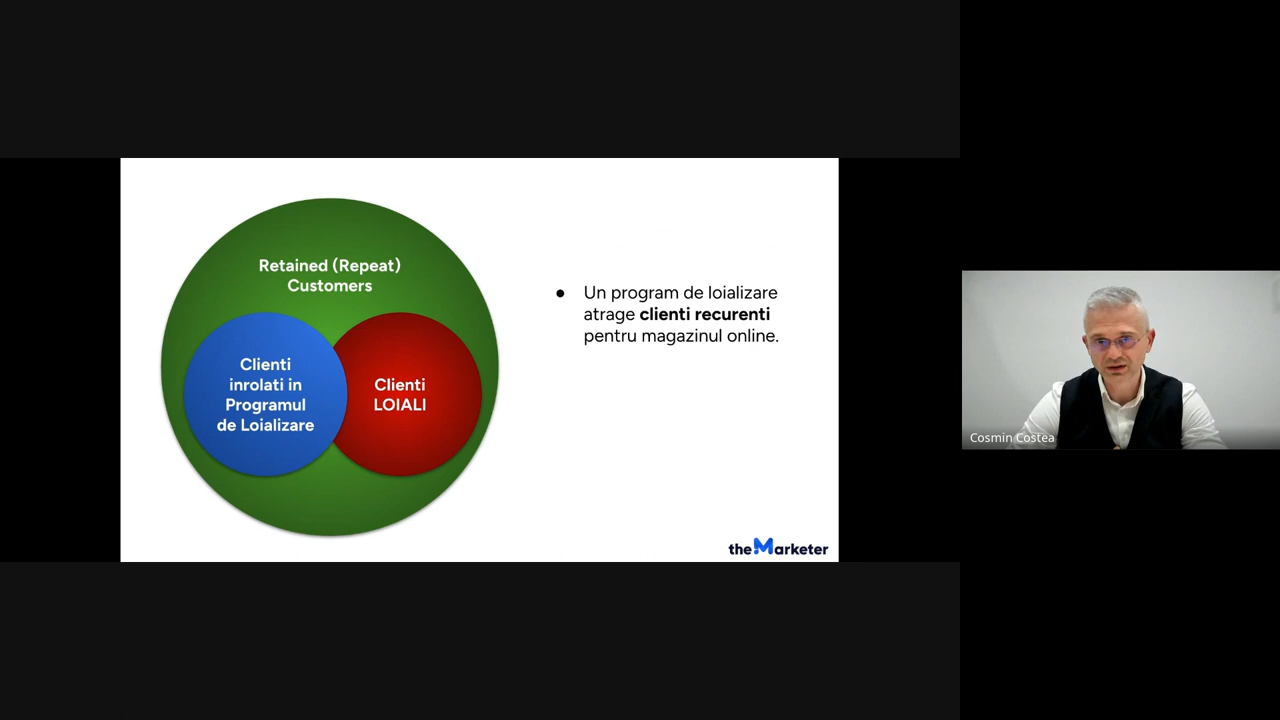 Retained (Repeat)
Customers
Clienti
inrolati in
Programul
de Loializare
Clienti
LOIALI
● Un program de loializare
atrage clienti recurenti
pentru magazinul online.
theMarketer
Cosmin Costea